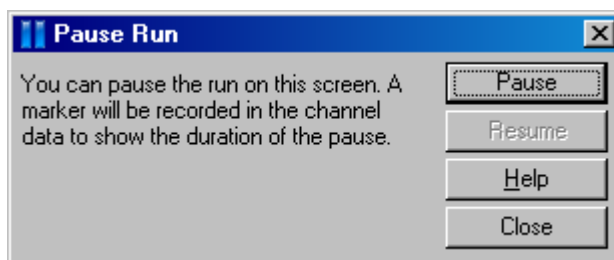 Pause Run
You can pause the run on this screen. A
marker will be recorded in the channel
data to show the duration of the pause.
Pause
Resume
Help
Close